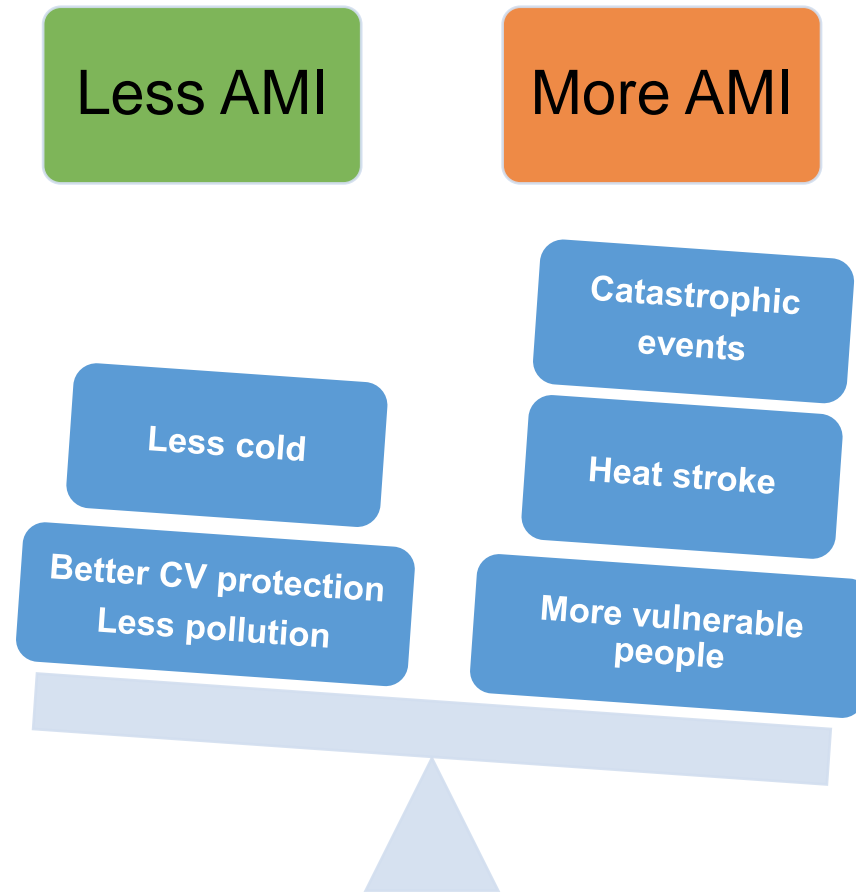 Less AMI
More AMI
Catastrophic
events
Less cold
Heat stroke
Better CV protection
Less pollution
More vulnerable
people